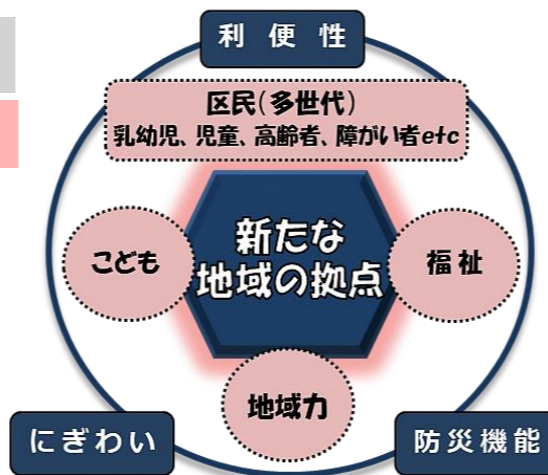 利便性
区民(多世代)
乳幼児、児童、高齢者、障がい者etc
新たな
地域の拠点
こども
福祉
地域力
にぎわい
防災機能